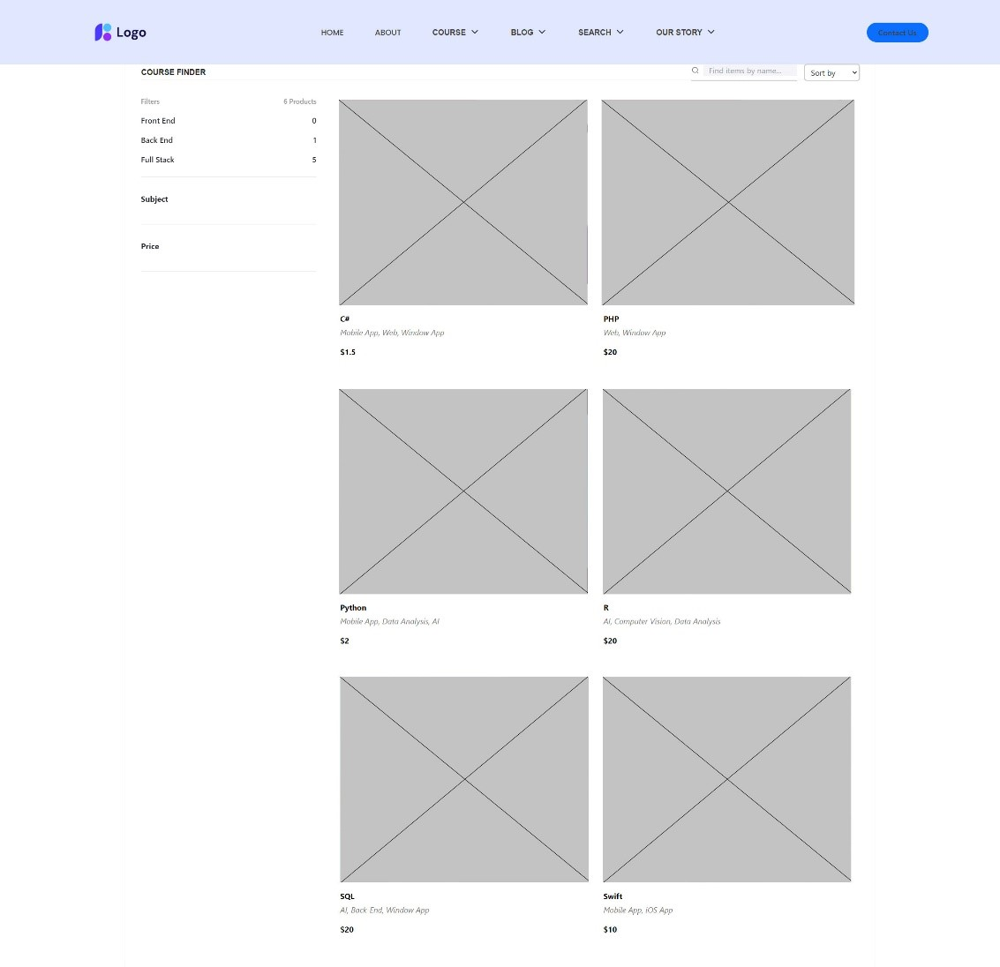 Logo
HOME ABOUT COURSE BLOG SEARCH OUR STORY Contact Us
COURSE FINDER
Find items by name...
Sort by
Filters 6 Products
Front End 0
Back End 1
Full Stack 5
Subject
Price
C#
Mobile App, Web, Window App
$1.5
PHP
Web, Window App
$20
Python
Mobile App, Data Analysis, AI
$2
R
AI, Computer Vision, Data Analysis
$20
SQL
AI, Back End, Window App
$20
Swift
Mobile App, iOS App
$10